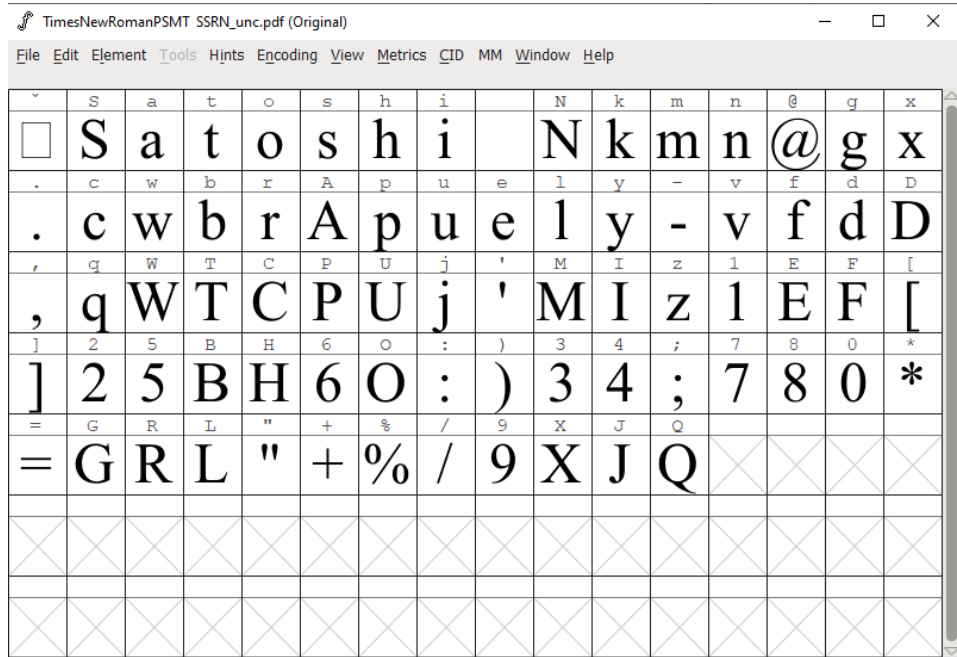 TimesNewRomanPSMT SSRN_unc.pdf (Original)
File Edit Element Tools Hints Encoding View Metrics CID MM Window Help
ˇ S a t o s h i N k m n @ g x
S a t o s h i N k m n @ g x
. c w b r A p u e l y - v f d D
. c w b r A p u e l y - v f d D
, q W T C P U j ' M I z 1 E F [
, q W T C P U j ' M I z 1 E F [
] 2 5 B H 6 O : ) 3 4 ; 7 8 0 *
] 2 5 B H 6 O : ) 3 4 ; 7 8 0 *
= G R L " + % / 9 X J Q
= G R L " + % / 9 X J Q